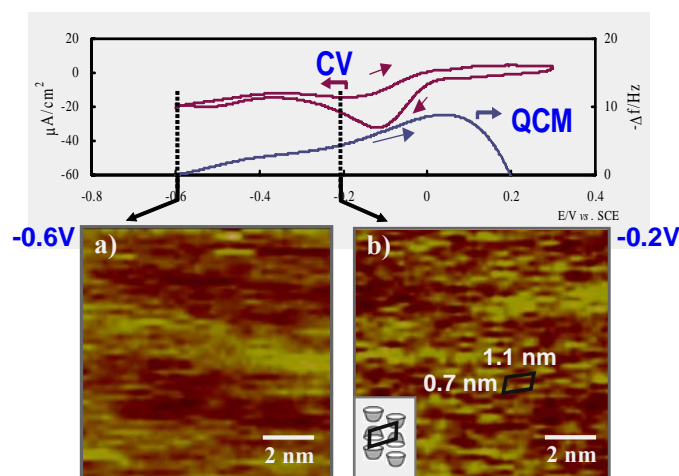 20
0
-20
-40
-60
µA/cm²
CV
QCM
20
10
0
-Δf/Hz
-0.8 -0.6 -0.4 -0.2 0 0.2 0.4
E/V vs. SCE
-0.6V
a)
2 nm
-0.2V
b)
1.1 nm
0.7 nm
2 nm